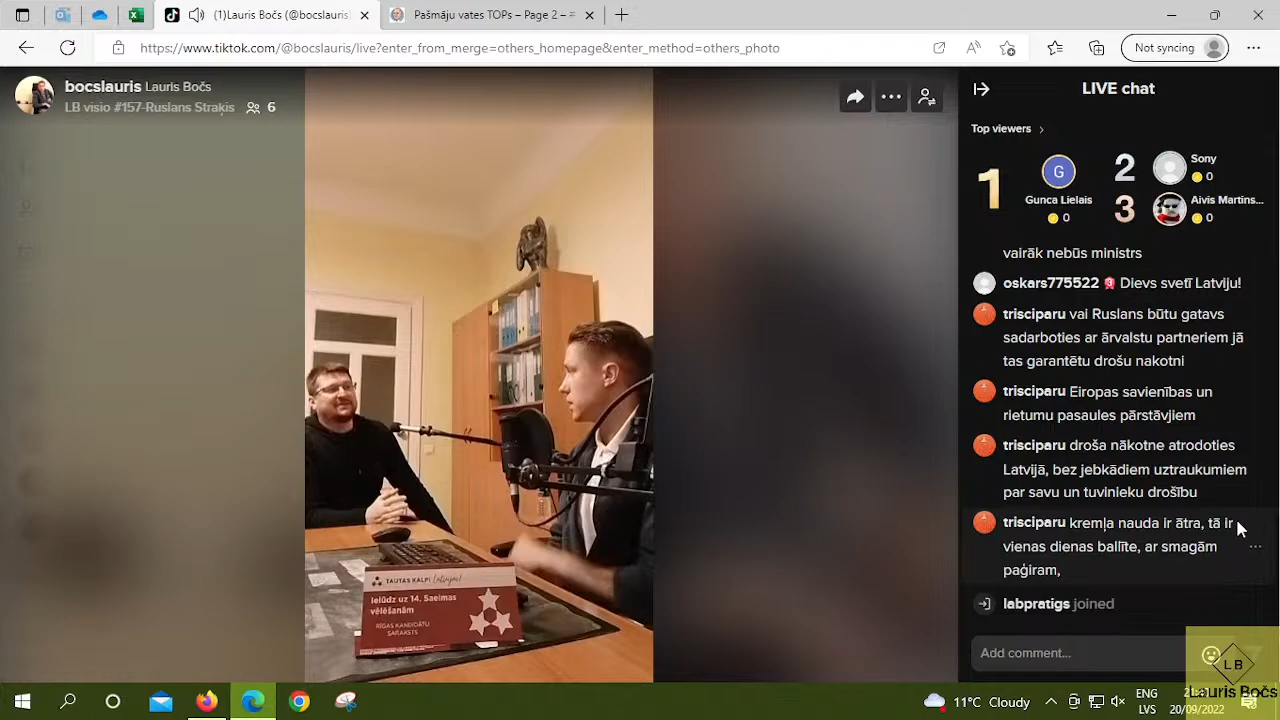 (1)Lauris Bočs (@bocslauris)
Pašmāju vates TOPs – Page 2 –
https://www.tiktok.com/@bocslauris/live?enter_from_merge=others_homepage&enter_method=others_photo
Not syncing
bocslauris Lauris Bočs
LB visio #157-Ruslans Straķis 6
LIVE chat
Top viewers
1
G
Gunca Lielais
0
2
Sony
0
3
Aivis Martins...
0
vairāk nebūs ministrs
oskars775522 Dievs svetī Latviju!
trisciparu vai Ruslans būtu gatavs
sadarboties ar ārvalstu partneriem jā
tas garantētu drošu nakotni
trisciparu Eiropas savienības un
rietumu pasaules pārstāvjiem
trisciparu droša nākotne atrodoties
Latvijā, bez jebkādiem uztraukumiem
par savu un tuvinieku drošību
trisciparu kremļa nauda ir ātra, tā ir
vienas dienas ballīte, ar smagām
paģiram,
labpratigs joined
Add comment...
TAUTAS KALPI Latvijai!
Ielūdz uz 14. Saeimas
vēlēšanām
RĪGAS KANDIDĀTU
SARAKSTS
LB
Lauris Bočs
11°C Cloudy
ENG
LVS
20/09/2022